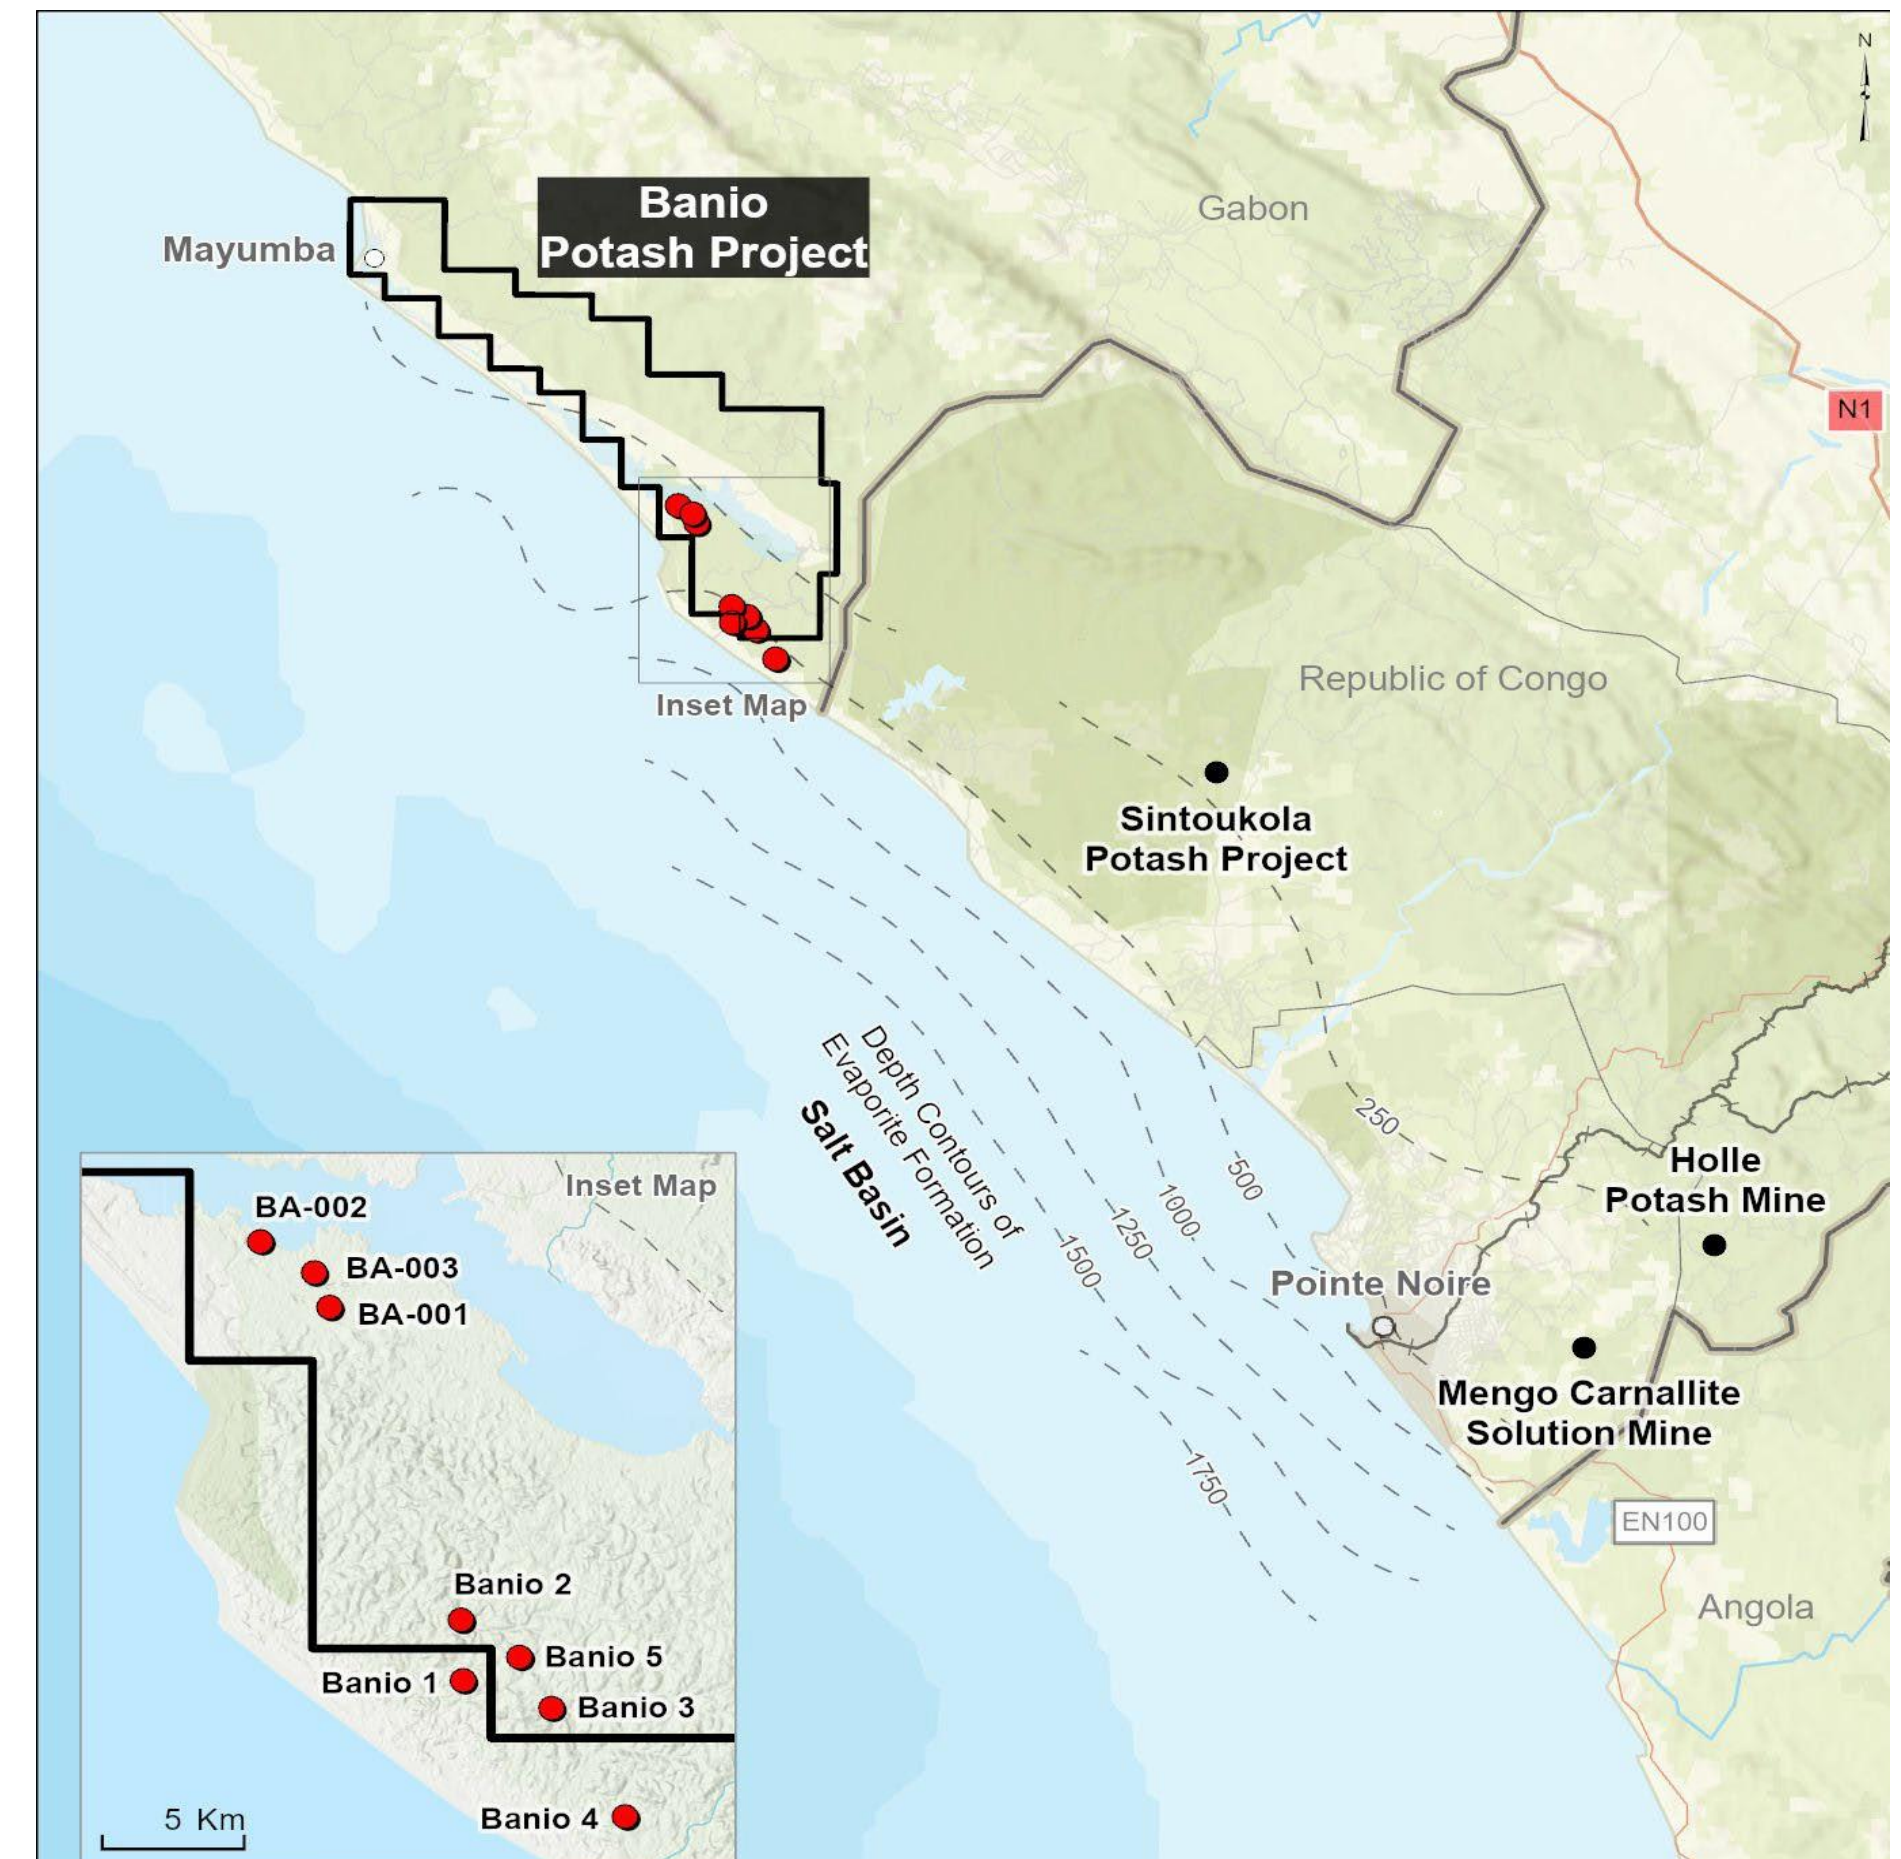 N
Banio
Potash Project
Mayumba
Gabon
N1
Inset Map
Republic of Congo
Sintoukola
Potash Project
Depth Contours of
Evaporite Formation
Salt Basin
250
500
1000
1250
1500
1750
Holle
Potash Mine
Pointe Noire
Mengo Carnallite
Solution Mine
EN100
Angola
Inset Map
BA-002
BA-003
BA-001
Banio 2
Banio 5
Banio 1
Banio 3
Banio 4
5 Km